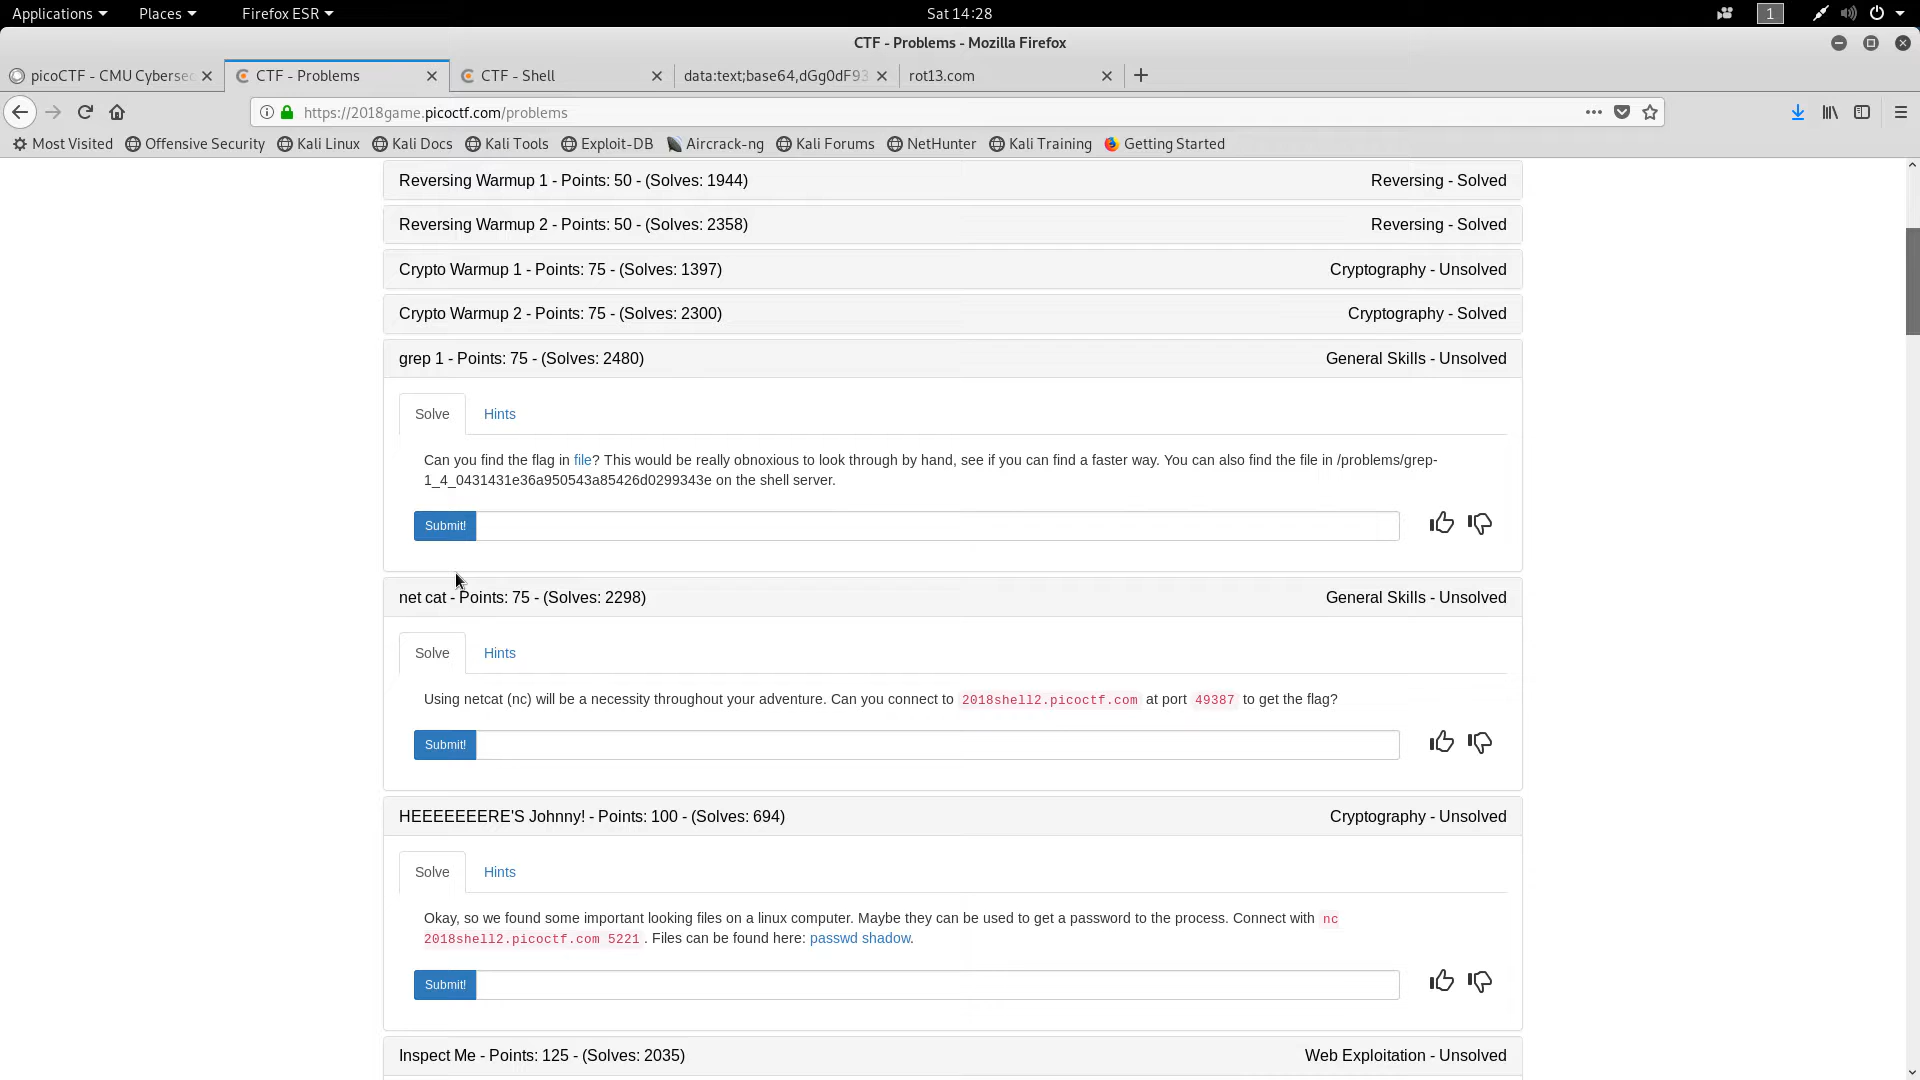 Applications Places Firefox ESR Sat 14:28 1
CTF - Problems - Mozilla Firefox
picoCTF - CMU Cybersec CTF - Problems CTF - Shell data:text;base64,dGg0dF93 rot13.com
https://2018game.picoctf.com/problems
Most Visited Offensive Security Kali Linux Kali Docs Kali Tools Exploit-DB Aircrack-ng Kali Forums NetHunter Kali Training Getting Started
Reversing Warmup 1 - Points: 50 - (Solves: 1944) Reversing - Solved
Reversing Warmup 2 - Points: 50 - (Solves: 2358) Reversing - Solved
Crypto Warmup 1 - Points: 75 - (Solves: 1397) Cryptography - Unsolved
Crypto Warmup 2 - Points: 75 - (Solves: 2300) Cryptography - Solved
grep 1 - Points: 75 - (Solves: 2480) General Skills - Unsolved
Solve Hints
Can you find the flag in file? This would be really obnoxious to look through by hand, see if you can find a faster way. You can also find the file in /problems/grep-
1_4_0431431e36a950543a85426d0299343e on the shell server.
Submit!
net cat - Points: 75 - (Solves: 2298) General Skills - Unsolved
Solve Hints
Using netcat (nc) will be a necessity throughout your adventure. Can you connect to 2018shell2.picoctf.com at port 49387 to get the flag?
Submit!
HEEEEEEERE'S Johnny! - Points: 100 - (Solves: 694) Cryptography - Unsolved
Solve Hints
Okay, so we found some important looking files on a linux computer. Maybe they can be used to get a password to the process. Connect with nc
2018shell2.picoctf.com 5221 . Files can be found here: passwd shadow.
Submit!
Inspect Me - Points: 125 - (Solves: 2035) Web Exploitation - Unsolved